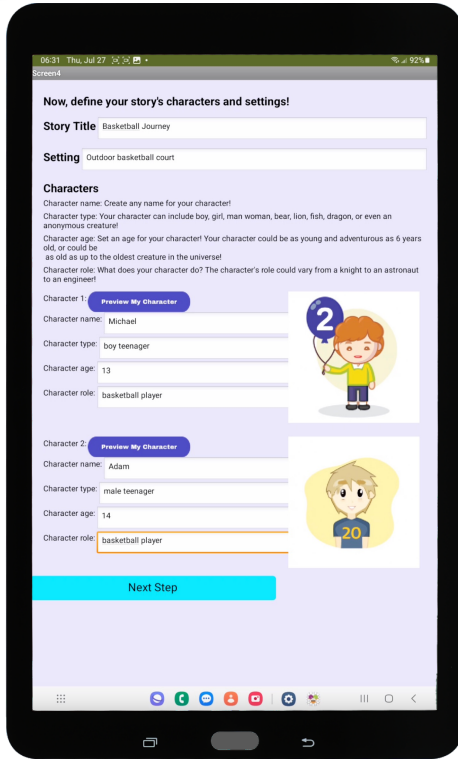 06:31 Thu, Jul 27
92%
Screen4
Now, define your story's characters and settings!
Story Title Basketball Journey
Setting Outdoor basketball court
Characters
Character name: Create any name for your character!
Character type: Your character can include boy, girl, man woman, bear, lion, fish, dragon, or even an
anonymous creature!
Character age: Set an age for your character! Your character could be as young and adventurous as 6 years
old, or could be
as old as up to the oldest creature in the universe!
Character role: What does your character do? The character's role could vary from a knight to an astronaut
to an engineer!
Character 1: Preview My Character
Character name: Michael
Character type: boy teenager
Character age: 13
Character role: basketball player
2
Character 2: Preview My Character
Character name: Adam
Character type: male teenager
Character age: 14
Character role: basketball player
20
Next Step